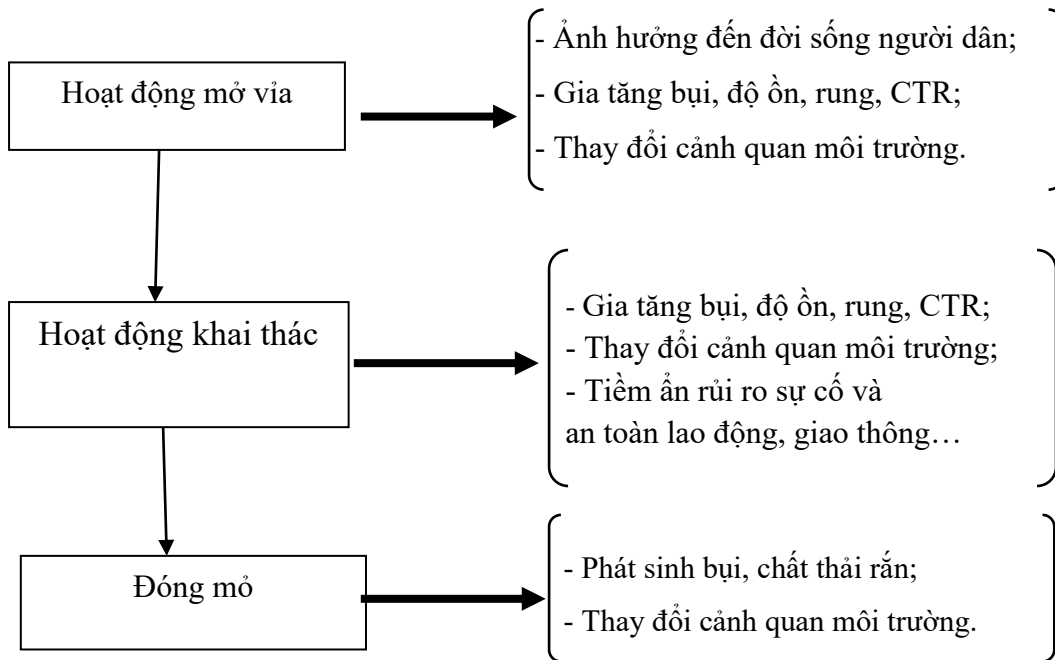 Hoạt động mở vỉa
- Ảnh hưởng đến đời sống người dân;
- Gia tăng bụi, độ ồn, rung, CTR;
- Thay đổi cảnh quan môi trường.
Hoạt động khai thác
- Gia tăng bụi, độ ồn, rung, CTR;
- Thay đổi cảnh quan môi trường;
- Tiềm ẩn rủi ro sự cố và
an toàn lao động, giao thông…
Đóng mỏ
- Phát sinh bụi, chất thải rắn;
- Thay đổi cảnh quan môi trường.